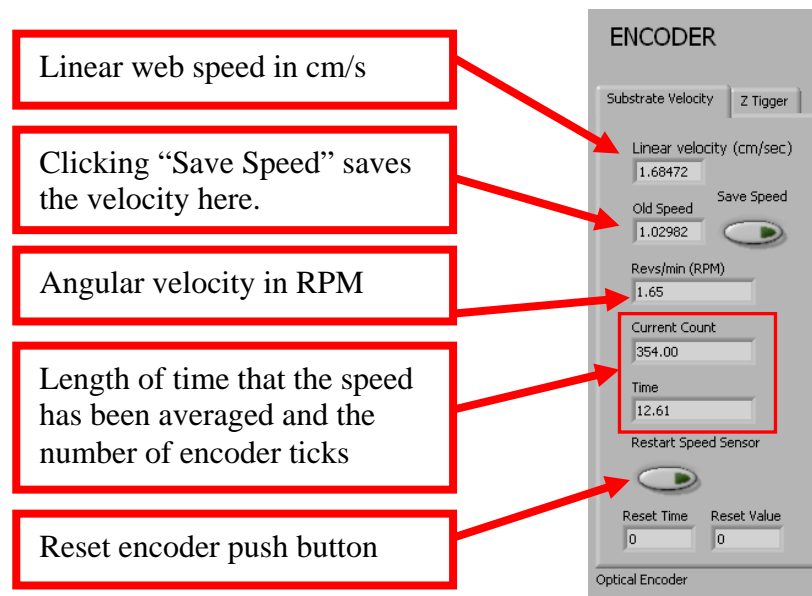 Linear web speed in cm/s
Clicking “Save Speed” saves
the velocity here.
Angular velocity in RPM
Length of time that the speed
has been averaged and the
number of encoder ticks
Reset encoder push button
ENCODER
Substrate Velocity
Z Tigger
Linear velocity (cm/sec)
1.68472
Old Speed
Save Speed
1.02982
Revs/min (RPM)
1.65
Current Count
354.00
Time
12.61
Restart Speed Sensor
Reset Time
Reset Value
0
0
Optical Encoder